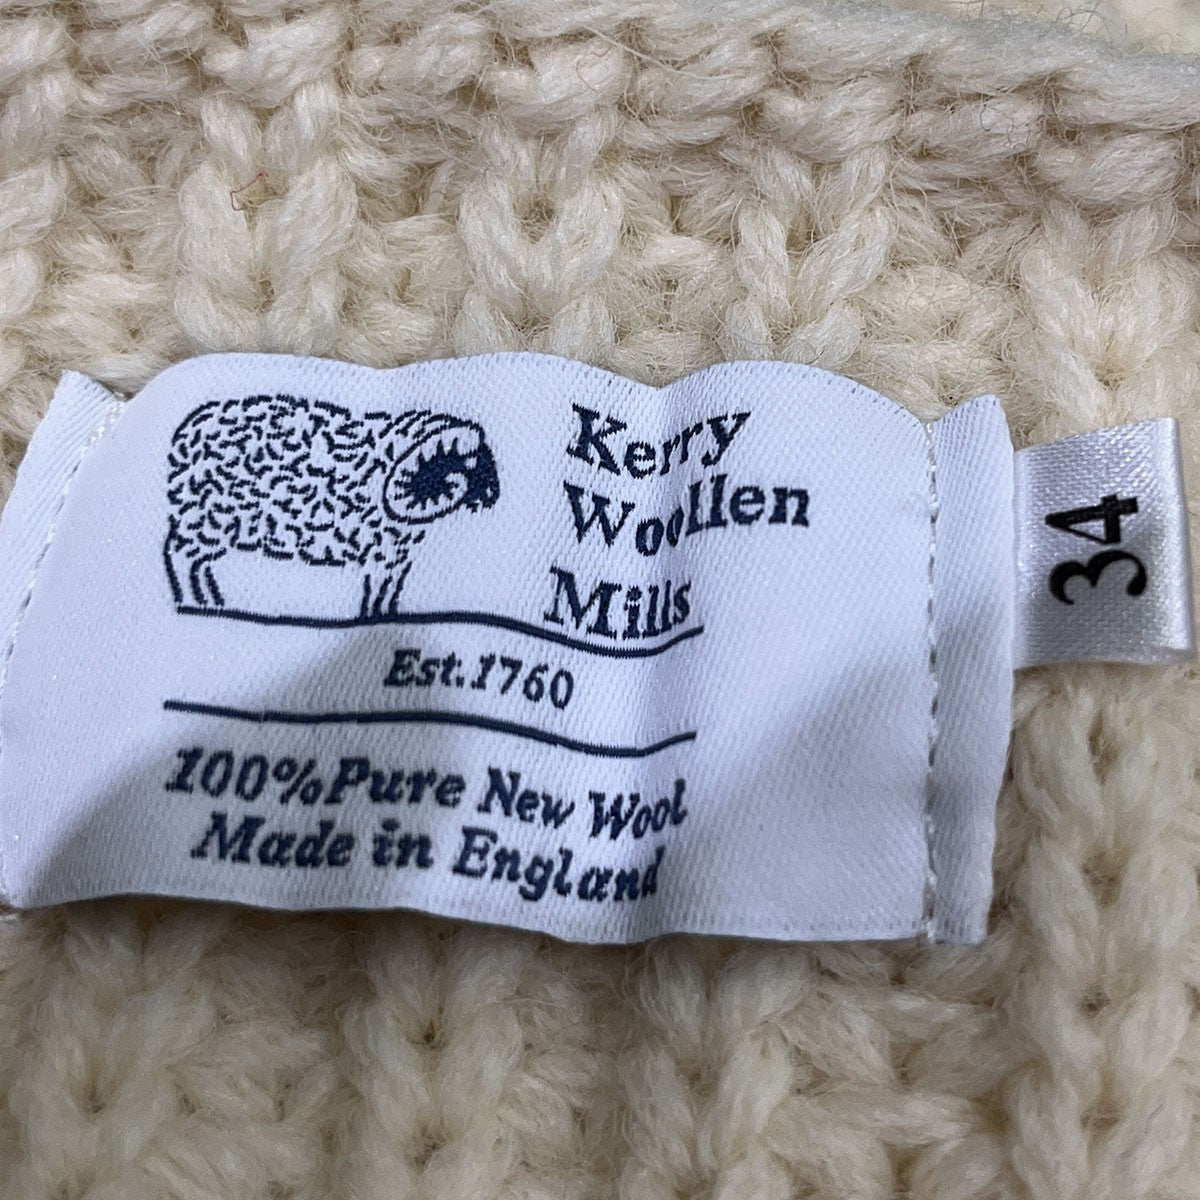 Kerry
Woollen
Mills
Est.1760
100% Pure New Wool
Made in England
34